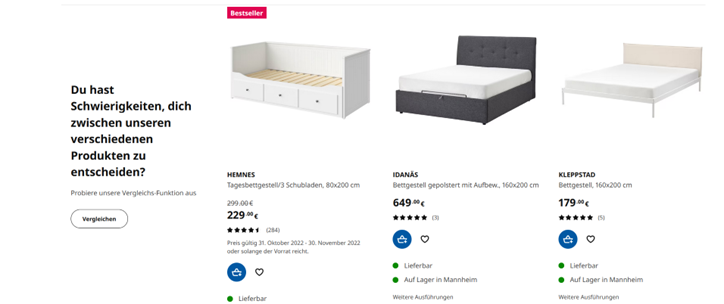 Bestseller
Du hast
Schwierigkeiten, dich
zwischen unseren
verschiedenen
Produkten zu
entscheiden?
Probiere unsere Vergleichs-Funktion aus
Vergleichen
HEMNES
Tagesbettgestell/3 Schubladen, 80x200 cm
299.00€
229.00€
(284)
Preis gültig 31. Oktober 2022 - 30. November 2022
oder solange der Vorrat reicht.
Lieferbar
IDANÄS
Bettgestell gepolstert mit Aufbew., 160x200 cm
649.00€
(3)
Lieferbar
Auf Lager in Mannheim
Weitere Ausführungen
KLEPPSTAD
Bettgestell, 160x200 cm
179.00€
(5)
Lieferbar
Auf Lager in Mannheim
Weitere Ausführungen